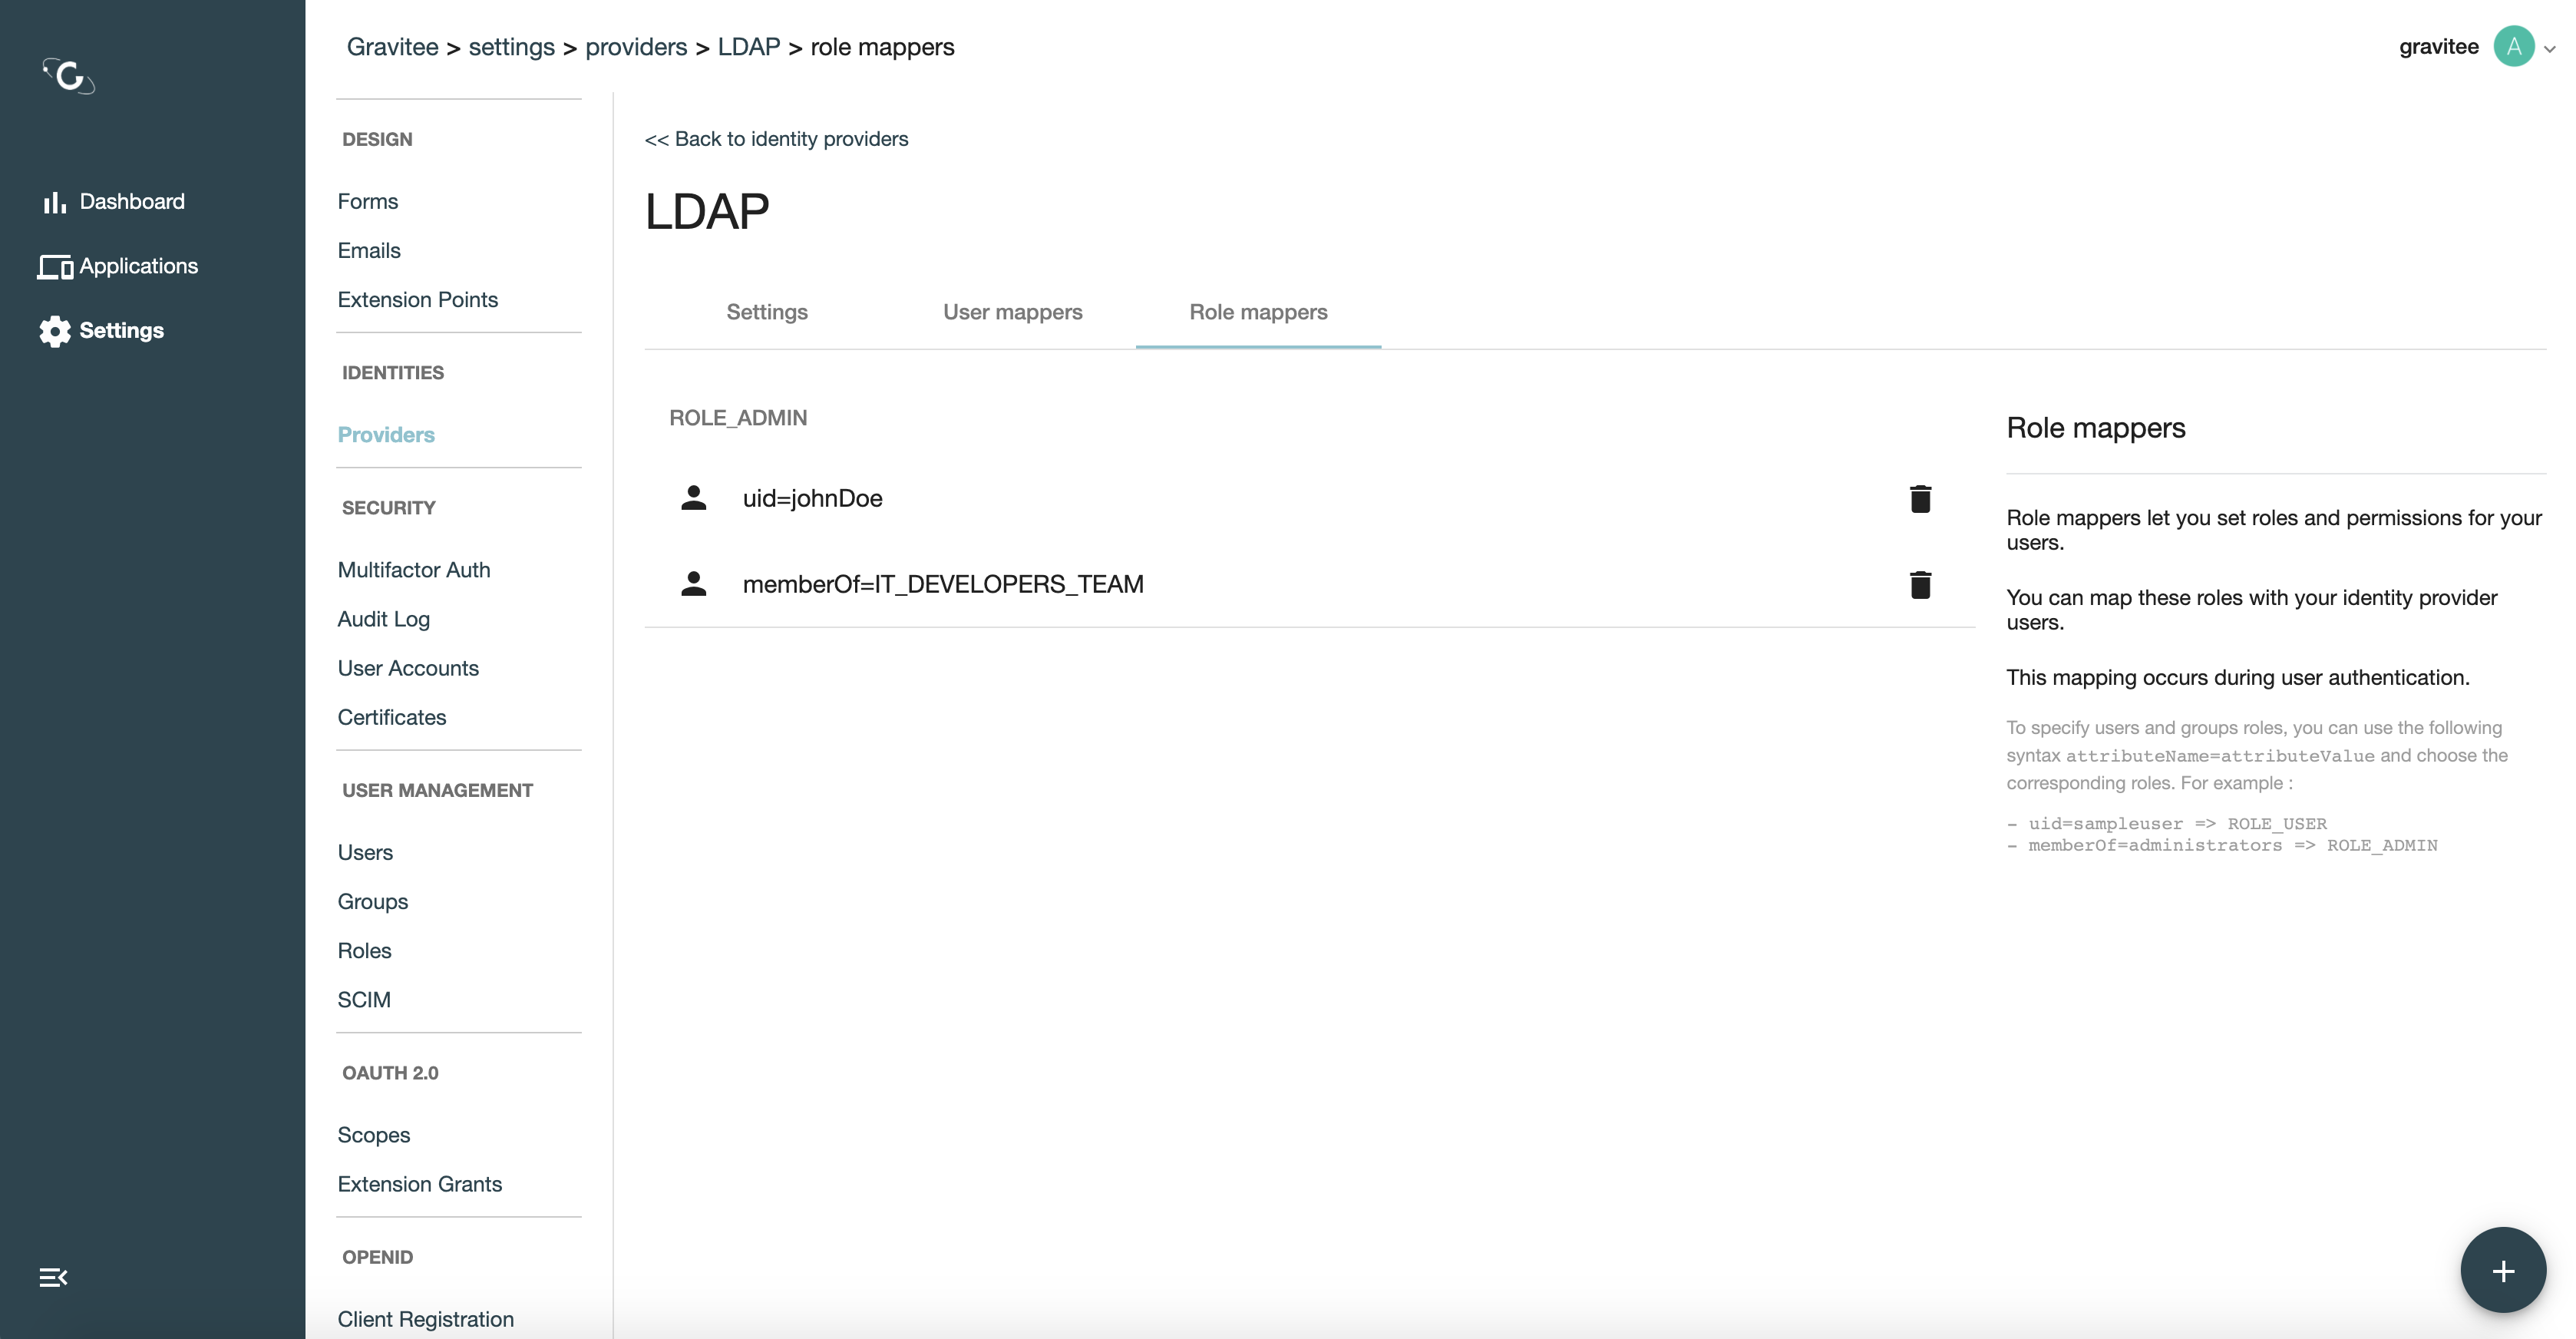 Gravitee > settings > providers > LDAP > role mappers
gravitee
A
Dashboard
Applications
Settings
DESIGN
Forms
Emails
Extension Points
IDENTITIES
Providers
SECURITY
Multifactor Auth
Audit Log
User Accounts
Certificates
USER MANAGEMENT
Users
Groups
Roles
SCIM
OAUTH 2.0
Scopes
Extension Grants
OPENID
Client Registration
<< Back to identity providers
LDAP
Settings
User mappers
Role mappers
ROLE_ADMIN
uid=johnDoe
memberOf=IT_DEVELOPERS_TEAM
Role mappers
Role mappers let you set roles and permissions for your
users.
You can map these roles with your identity provider
users.
This mapping occurs during user authentication.
To specify users and groups roles, you can use the following
syntax attributeName=attributeValue and choose the
corresponding roles. For example :
- uid=sampleuser => ROLE_USER
- memberOf=administrators => ROLE_ADMIN
+